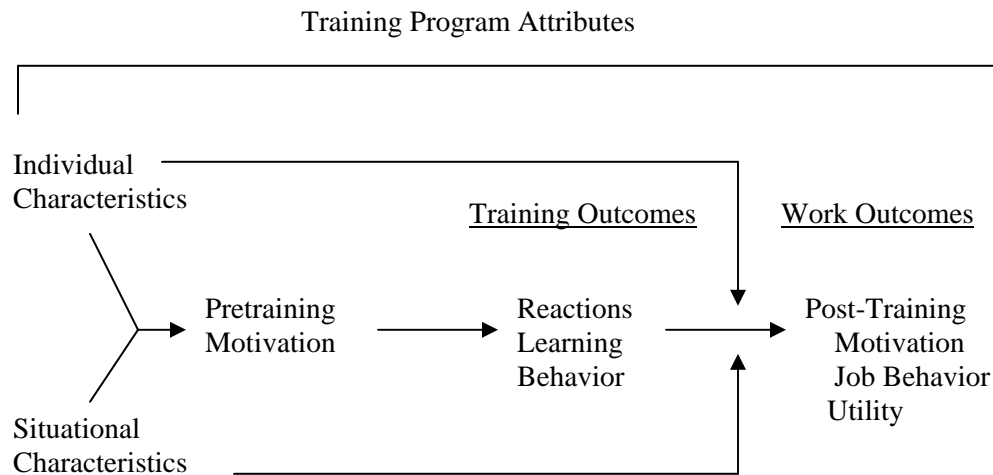 Training Program Attributes
Individual
Characteristics
Training Outcomes
Work Outcomes
Pretraining
Motivation
Reactions
Learning
Behavior
Post-Training
Motivation
Job Behavior
Utility
Situational
Characteristics